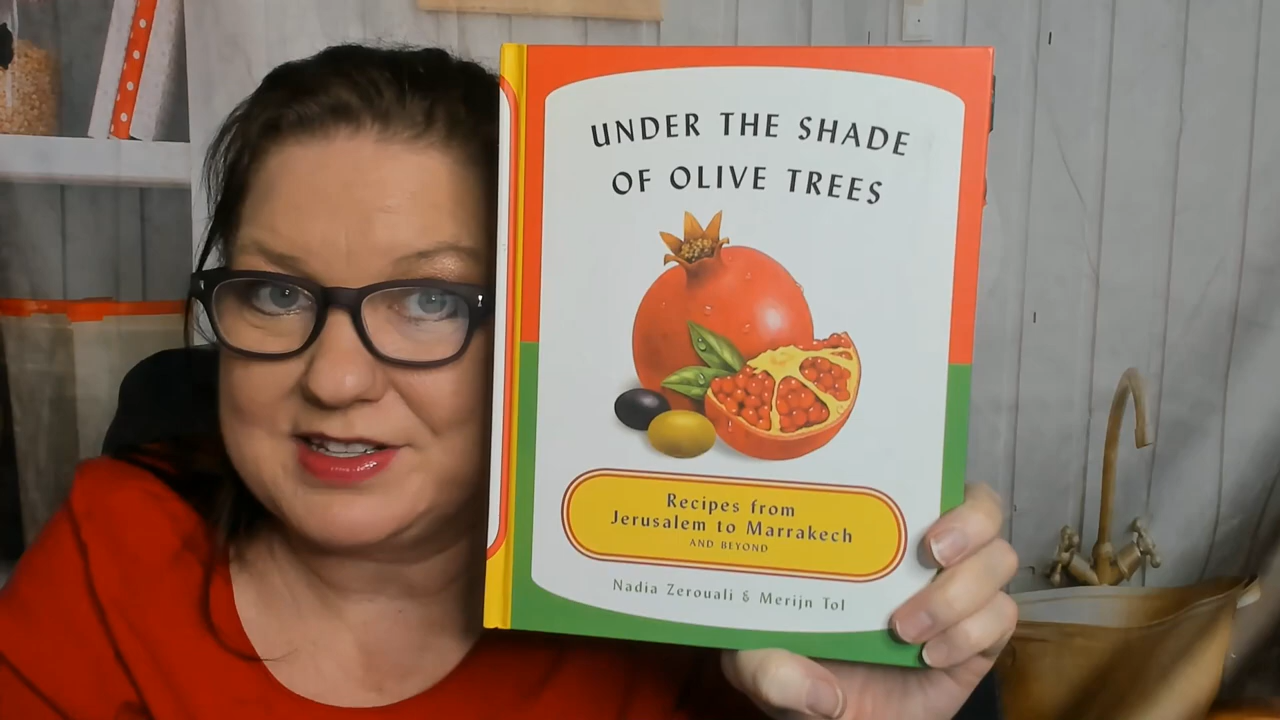 UNDER THE SHADE
OF OLIVE TREES
Recipes from
Jerusalem to Marrakech
AND BEYOND
Nadia Zerouali & Merijn Tol